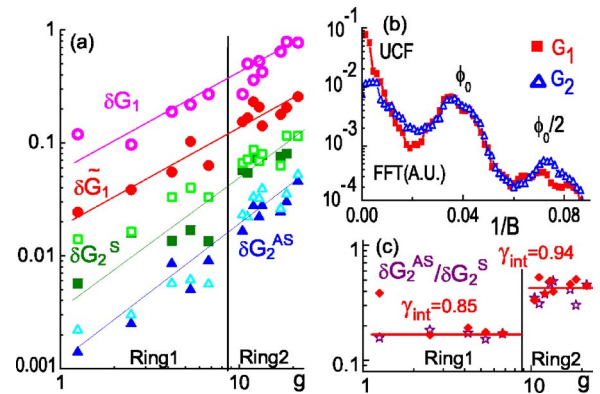 (a)
1
0.1
0.01
0.001
δG₁
δG̃₁
δG₂ˢ
δG₂ᴬˢ
Ring1
Ring2
1
10
g
(b)
10⁻¹
10⁻²
10⁻³
10⁻⁴
UCF
ϕ₀
ϕ₀/2
G₁
G₂
FFT(A.U.)
0.00
0.04
1/B
0.08
(c)
1
0.1
δG₂ᴬˢ/δG₂ˢ
γint=0.94
γint=0.85
Ring1
Ring2
1
10
g